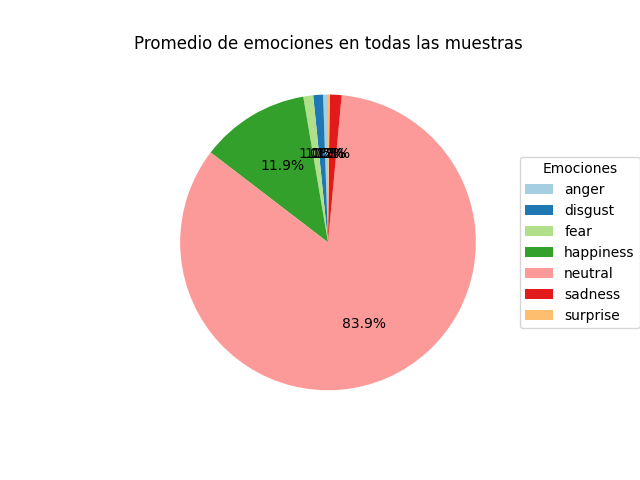 Promedio de emociones en todas las muestras
11.9%
83.9%
Emociones
anger
disgust
fear
happiness
neutral
sadness
surprise